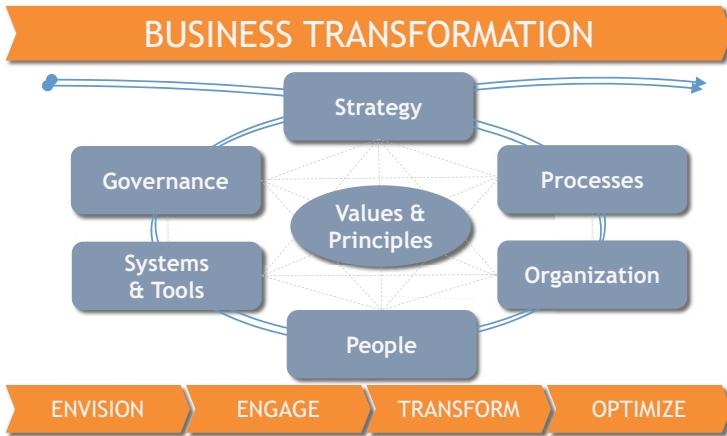 BUSINESS TRANSFORMATION
Strategy
Governance
Processes
Values &
Principles
Systems
& Tools
Organization
People
ENVISION
ENGAGE
TRANSFORM
OPTIMIZE